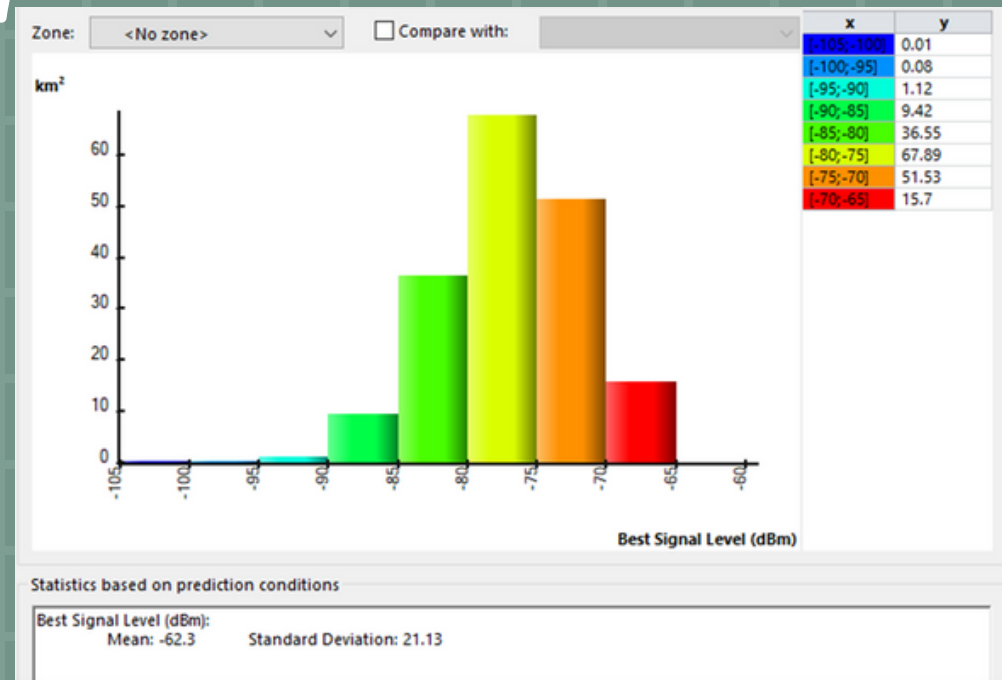 Zone: <No zone> Compare with:
x y
[-105;-100] 0.01
[-100;-95] 0.08
[-95;-90] 1.12
[-90;-85] 9.42
[-85;-80] 36.55
[-80;-75] 67.89
[-75;-70] 51.53
[-70;-65] 15.7
km²
60
50
40
30
20
10
0
-105 -100 -95 -90 -85 -80 -75 -70 -65 -60
Best Signal Level (dBm)
Statistics based on prediction conditions
Best Signal Level (dBm):
Mean: -62.3 Standard Deviation: 21.13